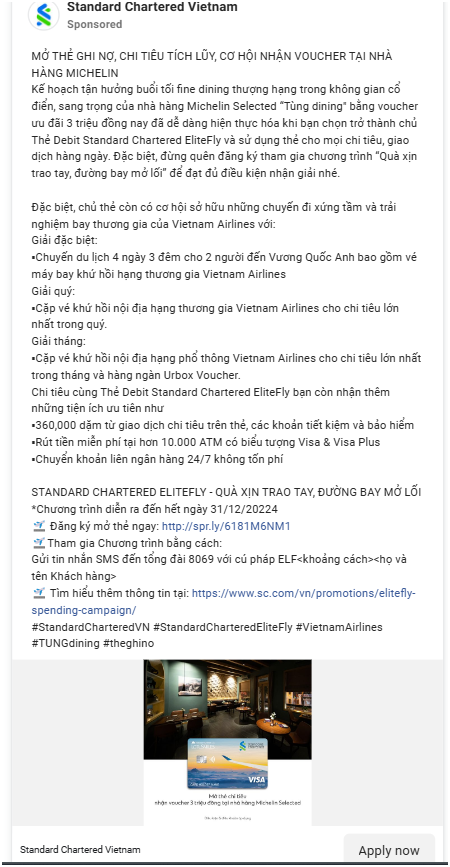 Standard Chartered Vietnam
Sponsored
MỞ THẺ GHI NỢ, CHI TIÊU TÍCH LŨY, CƠ HỘI NHẬN VOUCHER TẠI NHÀ
HÀNG MICHELIN
Kế hoạch tận hưởng buổi tối fine dining thượng hạng trong không gian cổ
điển, sang trọng của nhà hàng Michelin Selected “Tùng dining" bằng voucher
ưu đãi 3 triệu đồng nay đã dễ dàng hiện thực hóa khi bạn chọn trở thành chủ
Thẻ Debit Standard Chartered EliteFly và sử dụng thẻ cho mọi chi tiêu, giao
dịch hàng ngày. Đặc biệt, đừng quên đăng ký tham gia chương trình “Quà xịn
trao tay, đường bay mở lối” để đạt đủ điều kiện nhận giải nhé.
Đặc biệt, chủ thẻ còn có cơ hội sở hữu những chuyến đi xứng tầm và trải
nghiệm bay thương gia của Vietnam Airlines với:
Giải đặc biệt:
▪Chuyến du lịch 4 ngày 3 đêm cho 2 người đến Vương Quốc Anh bao gồm vé
máy bay khứ hồi hạng thương gia Vietnam Airlines
Giải quý:
▪Cặp vé khứ hồi nội địa hạng thương gia Vietnam Airlines cho chi tiêu lớn
nhất trong quý.
Giải tháng:
▪Cặp vé khứ hồi nội địa hạng phổ thông Vietnam Airlines cho chi tiêu lớn nhất
trong tháng và hàng ngàn Urbox Voucher.
Chi tiêu cùng Thẻ Debit Standard Chartered EliteFly bạn còn nhận thêm
những tiện ích ưu tiên như
▪360,000 dặm từ giao dịch chi tiêu trên thẻ, các khoản tiết kiệm và bảo hiểm
▪Rút tiền miễn phí tại hơn 10.000 ATM có biểu tượng Visa & Visa Plus
▪Chuyển khoản liên ngân hàng 24/7 không tốn phí
STANDARD CHARTERED ELITEFLY - QUÀ XỊN TRAO TAY, ĐƯỜNG BAY MỞ LỐI
*Chương trình diễn ra đến hết ngày 31/12/20224
Đăng ký mở thẻ ngay: http://spr.ly/6181M6NM1
Tham gia Chương trình bằng cách:
Gửi tin nhắn SMS đến tổng đài 8069 với cú pháp ELF<khoảng cách><họ và
tên Khách hàng>
Tìm hiểu thêm thông tin tại: https://www.sc.com/vn/promotions/elitefly-
spending-campaign/
#StandardCharteredVN #StandardCharteredEliteFly #VietnamAirlines
#TUNGdining #theghino
VISA
Mở thẻ chi tiêu
nhận voucher 3 triệu đồng tại nhà hàng Michelin Selected
Standard Chartered Vietnam
Apply now